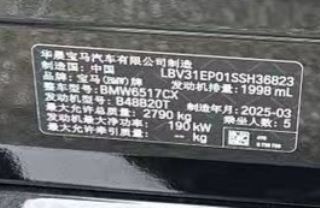 华晨宝马汽车有限公司制造
制造国：中国 LBV31EP01SSH36823
品牌：宝马(BMW)牌 发动机排量：1998 mL
整车型号：BMW6517CX
发动机型号：B48B20T 制造年月：2025-03
最大允许总质量：2790 kg 乘坐人数：5
发动机最大净功率：190 kW
最大允许牵引质量：-- kg